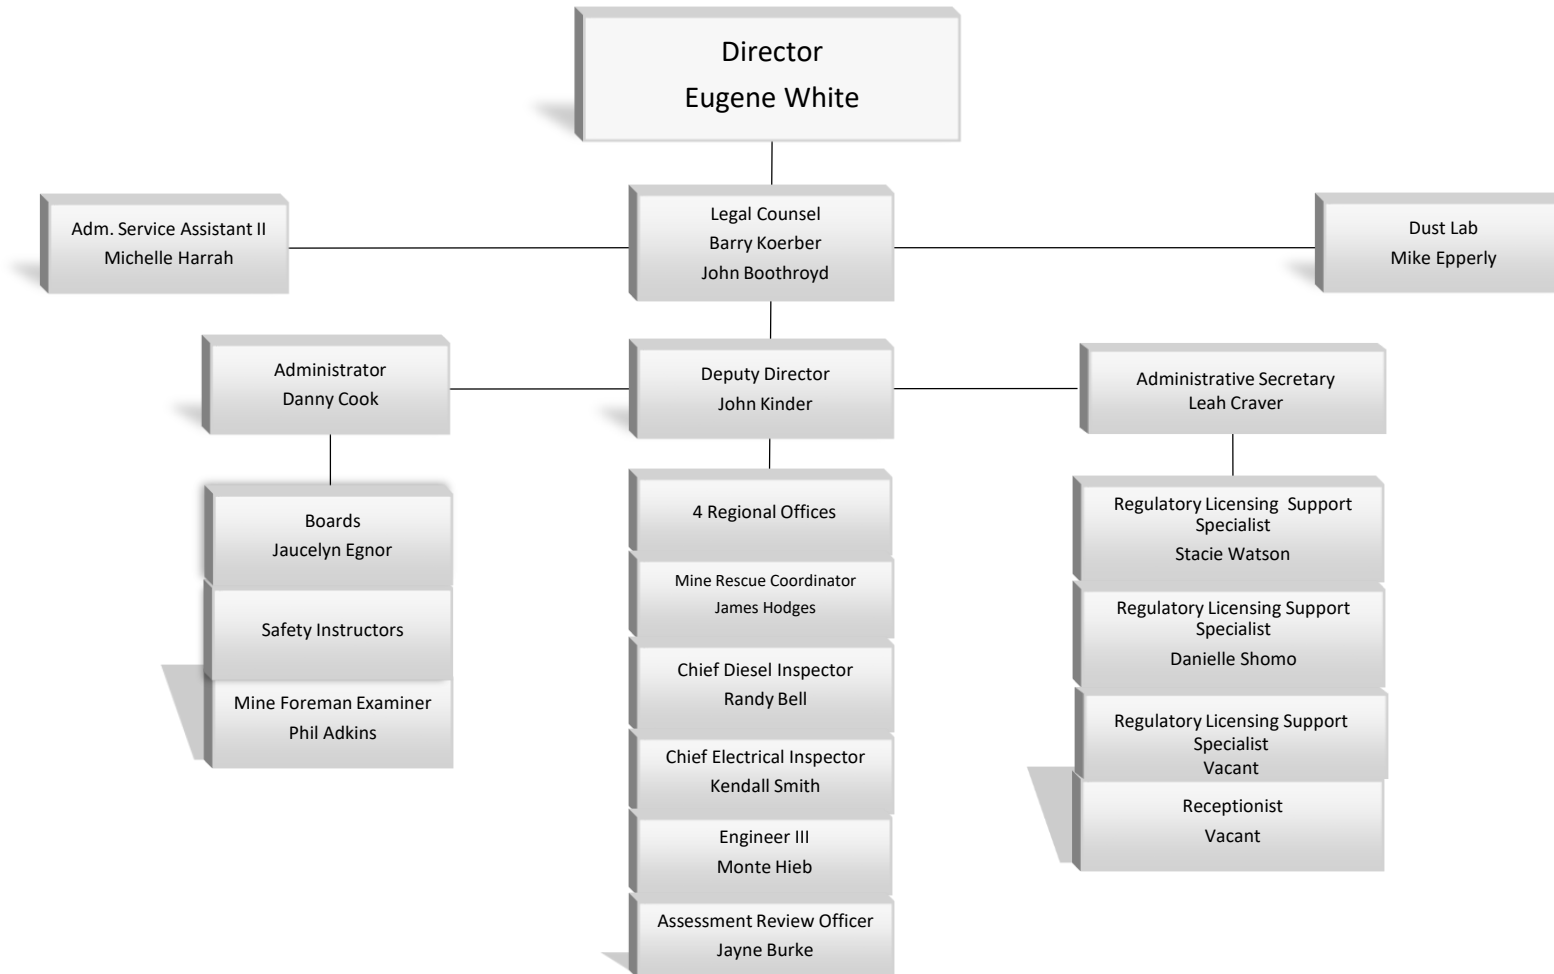 Director
Eugene White
Adm. Service Assistant II
Michelle Harrah
Legal Counsel
Barry Koerber
John Boothroyd
Dust Lab
Mike Epperly
Administrator
Danny Cook
Deputy Director
John Kinder
Administrative Secretary
Leah Craver
Boards
Jaucelyn Egnor
Safety Instructors
Mine Foreman Examiner
Phil Adkins
4 Regional Offices
Mine Rescue Coordinator
James Hodges
Chief Diesel Inspector
Randy Bell
Chief Electrical Inspector
Kendall Smith
Engineer III
Monte Hieb
Assessment Review Officer
Jayne Burke
Regulatory Licensing Support
Specialist
Stacie Watson
Regulatory Licensing Support
Specialist
Danielle Shomo
Regulatory Licensing Support
Specialist
Vacant
Receptionist
Vacant